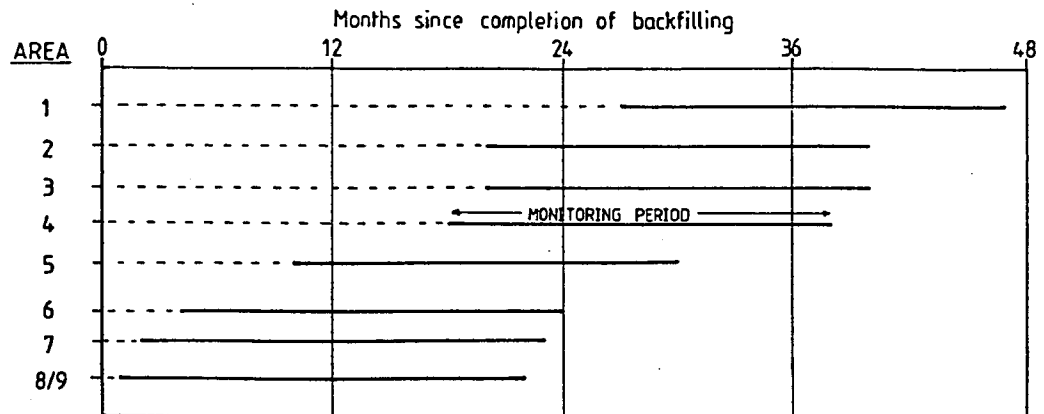 Months since completion of backfilling
AREA 0 12 24 36 48
1
2
3
MONITORING PERIOD
4
5
6
7
8/9